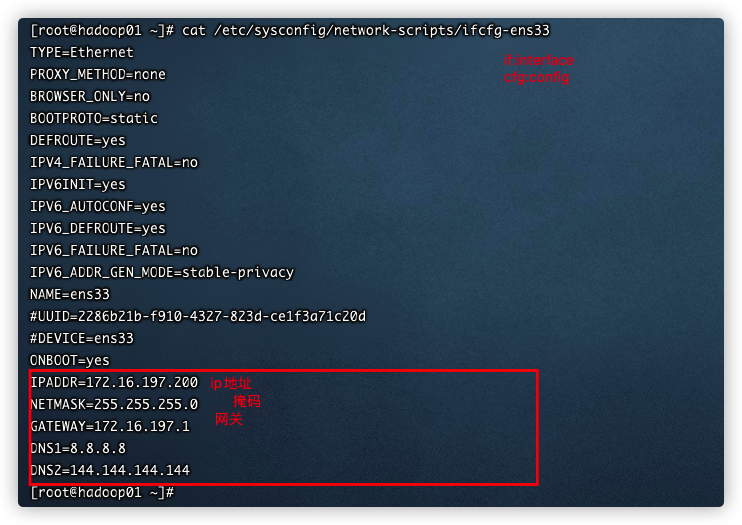 [root@hadoop01 ~]# cat /etc/sysconfig/network-scripts/ifcfg-ens33
TYPE=Ethernet
if:interface
PROXY_METHOD=none
cfg:config
BROWSER_ONLY=no
BOOTPROTO=static
DEFROUTE=yes
IPV4_FAILURE_FATAL=no
IPV6INIT=yes
IPV6_AUTOCONF=yes
IPV6_DEFROUTE=yes
IPV6_FAILURE_FATAL=no
IPV6_ADDR_GEN_MODE=stable-privacy
NAME=ens33
#UUID=2286b21b-f910-4327-823d-ce1f3a71c20d
#DEVICE=ens33
ONBOOT=yes
IPADDR=172.16.197.200 ip地址
NETMASK=255.255.255.0 掩码
GATEWAY=172.16.197.1 网关
DNS1=8.8.8.8
DNS2=144.144.144.144
[root@hadoop01 ~]#